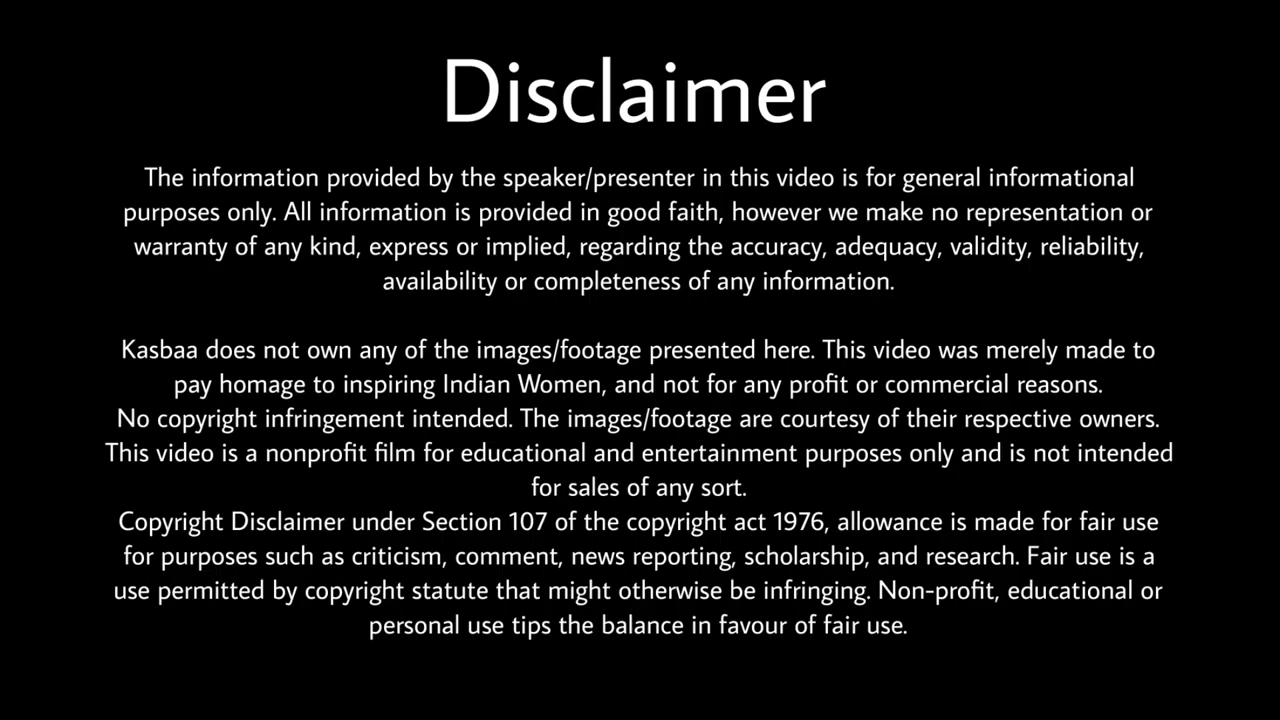 Disclaimer
The information provided by the speaker/presenter in this video is for general informational
purposes only. All information is provided in good faith, however we make no representation or
warranty of any kind, express or implied, regarding the accuracy, adequacy, validity, reliability,
availability or completeness of any information.
Kasbaa does not own any of the images/footage presented here. This video was merely made to
pay homage to inspiring Indian Women, and not for any profit or commercial reasons.
No copyright infringement intended. The images/footage are courtesy of their respective owners.
This video is a nonprofit film for educational and entertainment purposes only and is not intended
for sales of any sort.
Copyright Disclaimer under Section 107 of the copyright act 1976, allowance is made for fair use
for purposes such as criticism, comment, news reporting, scholarship, and research. Fair use is a
use permitted by copyright statute that might otherwise be infringing. Non-profit, educational or
personal use tips the balance in favour of fair use.